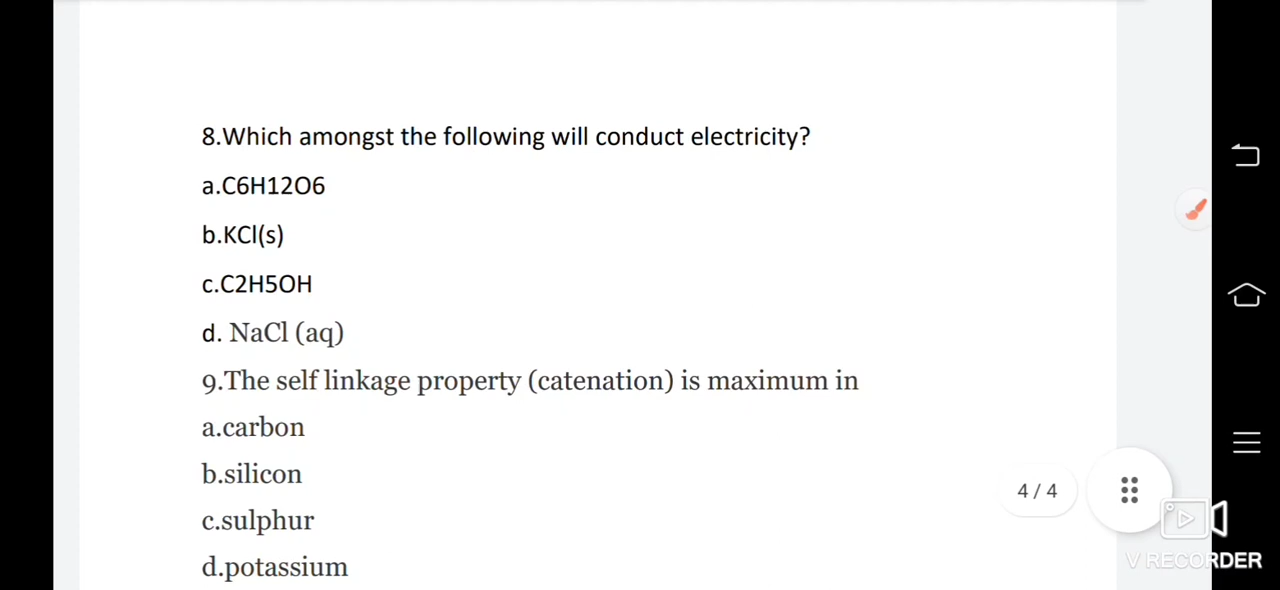 8.Which amongst the following will conduct electricity?
a.C6H12O6
b.KCl(s)
c.C2H5OH
d. NaCl (aq)
9.The self linkage property (catenation) is maximum in
a.carbon
b.silicon
c.sulphur
d.potassium
4 / 4
V RECORDER